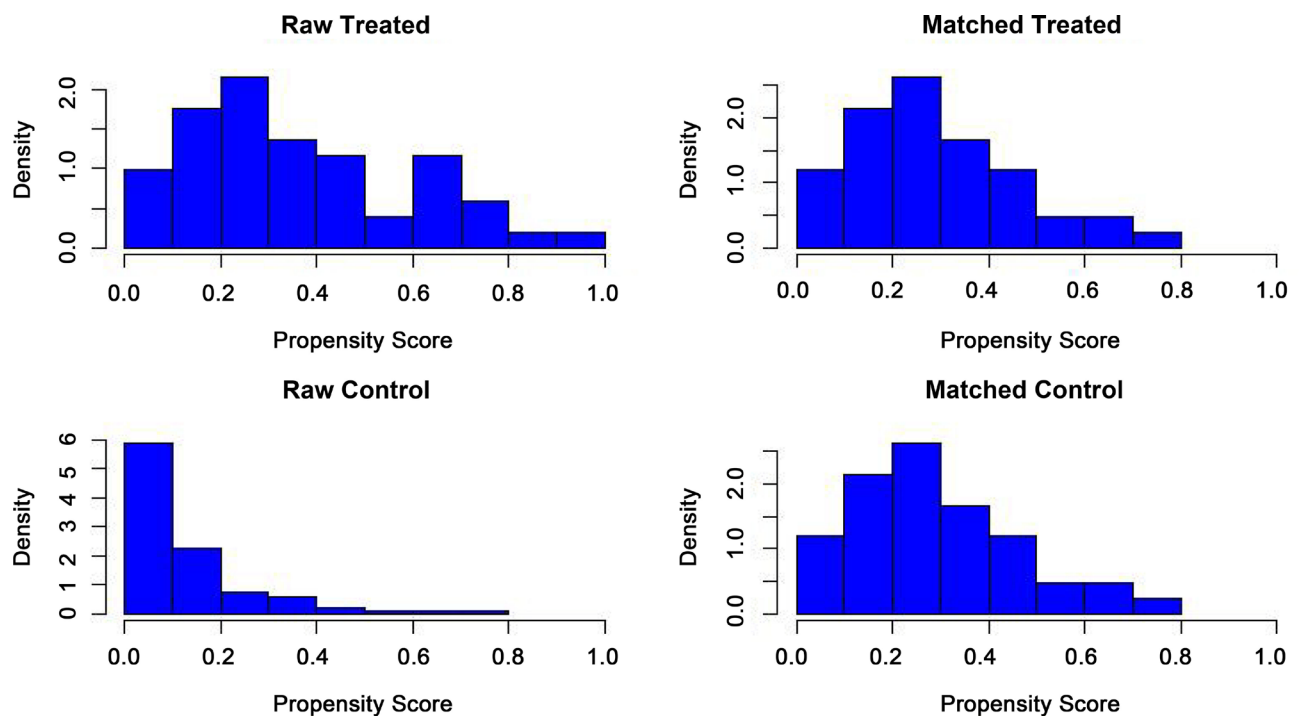 Raw Treated
Density
0.0 1.0 2.0
0.0 0.2 0.4 0.6 0.8 1.0
Propensity Score
Matched Treated
Density
0.0 1.0 2.0
0.0 0.2 0.4 0.6 0.8 1.0
Propensity Score
Raw Control
Density
0 1 2 3 4 5 6
0.0 0.2 0.4 0.6 0.8 1.0
Propensity Score
Matched Control
Density
0.0 1.0 2.0
0.0 0.2 0.4 0.6 0.8 1.0
Propensity Score